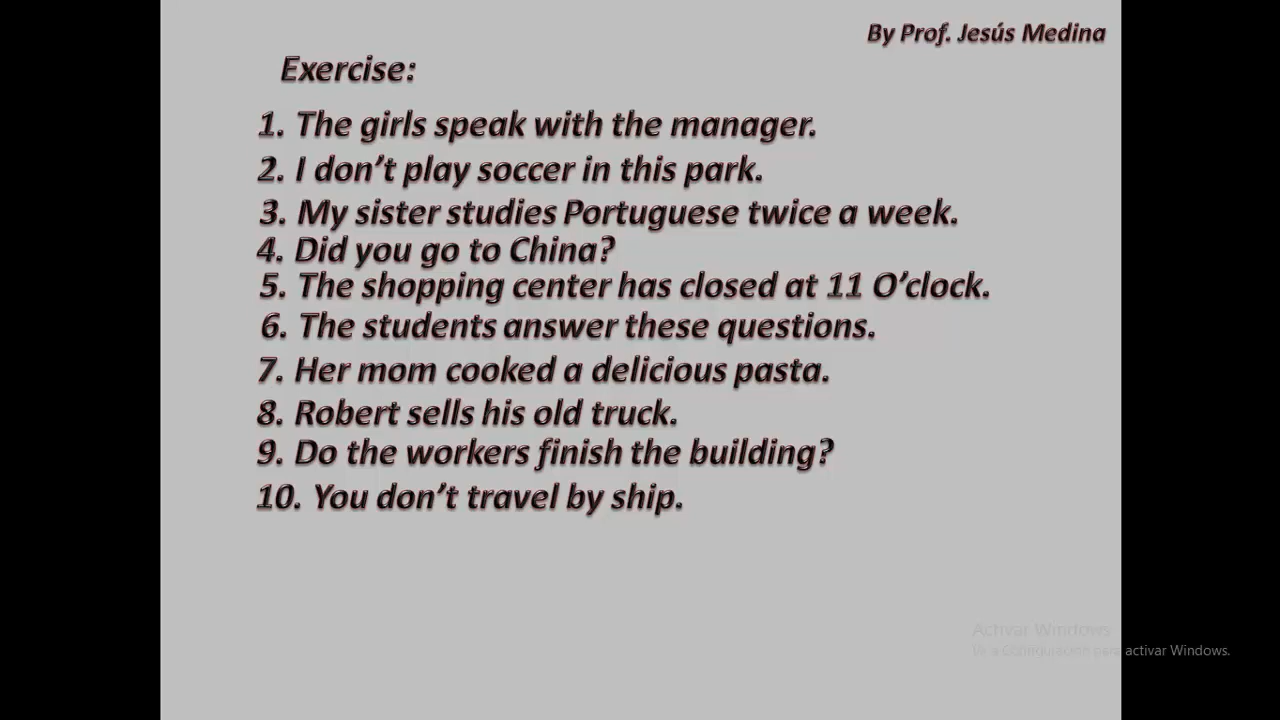 By Prof. Jesús Medina
Exercise:
1. The girls speak with the manager.
2. I don't play soccer in this park.
3. My sister studies Portuguese twice a week.
4. Did you go to China?
5. The shopping center has closed at 11 O'clock.
6. The students answer these questions.
7. Her mom cooked a delicious pasta.
8. Robert sells his old truck.
9. Do the workers finish the building?
10. You don't travel by ship.
Activar Windows
Ve a Configuración para activar Windows.